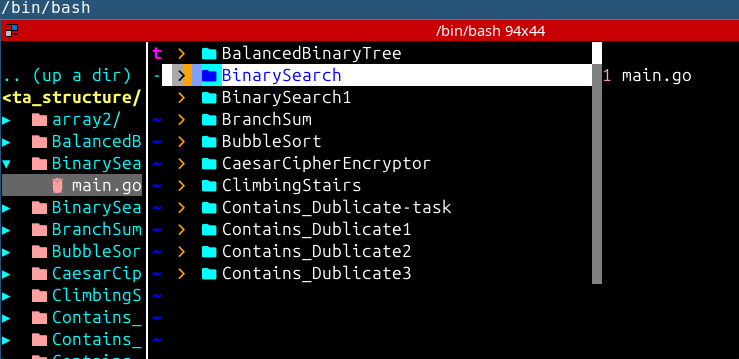 /bin/bash
/bin/bash 94x44
.. (up a dir)
<ta_structure/
▸ array2/
▸ BalancedB
▾ BinarySea
main.go
▸ BinarySea
▸ BranchSum
▸ BubbleSor
▸ CaesarCip
▸ ClimbingS
▸ Contains_
▸ Contains_
▸ Contains_
t > BalancedBinaryTree
- > BinarySearch
> BinarySearch1
~ > BranchSum
~ > BubbleSort
~ > CaesarCipherEncryptor
~ > ClimbingStairs
~ > Contains_Dublicate-task
~ > Contains_Dublicate1
~ > Contains_Dublicate2
~ > Contains_Dublicate3
~
~
~
1 main.go